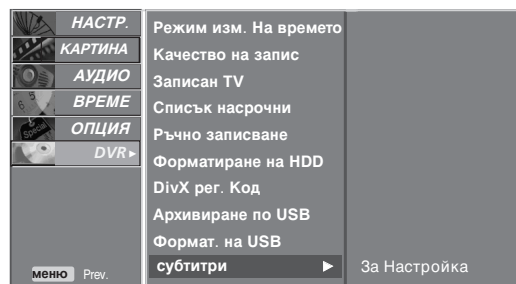 НАСТР.
КАРТИНА
АУДИО
ВРЕМЕ
ОПЦИЯ
DVR
меню Prev.
Режим изм. На времето
Качество на запис
Записан TV
Списък насрочни
Ръчно записване
Форматиране на HDD
DivX рег. Код
Архивиране по USB
Формат. на USB
субтитри
За Настройка